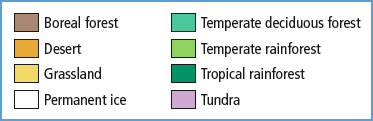 Boreal forest
Desert
Grassland
Permanent ice
Temperate deciduous forest
Temperate rainforest
Tropical rainforest
Tundra